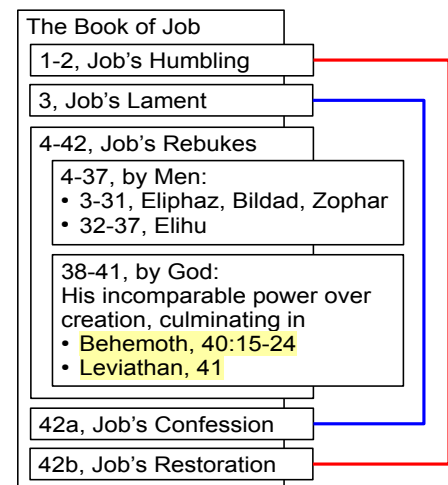 The Book of Job
1-2, Job’s Humbling
3, Job’s Lament
4-42, Job’s Rebukes
4-37, by Men:
• 3-31, Eliphaz, Bildad, Zophar
• 32-37, Elihu
38-41, by God:
His incomparable power over
creation, culminating in
• Behemoth, 40:15-24
• Leviathan, 41
42a, Job’s Confession
42b, Job’s Restoration